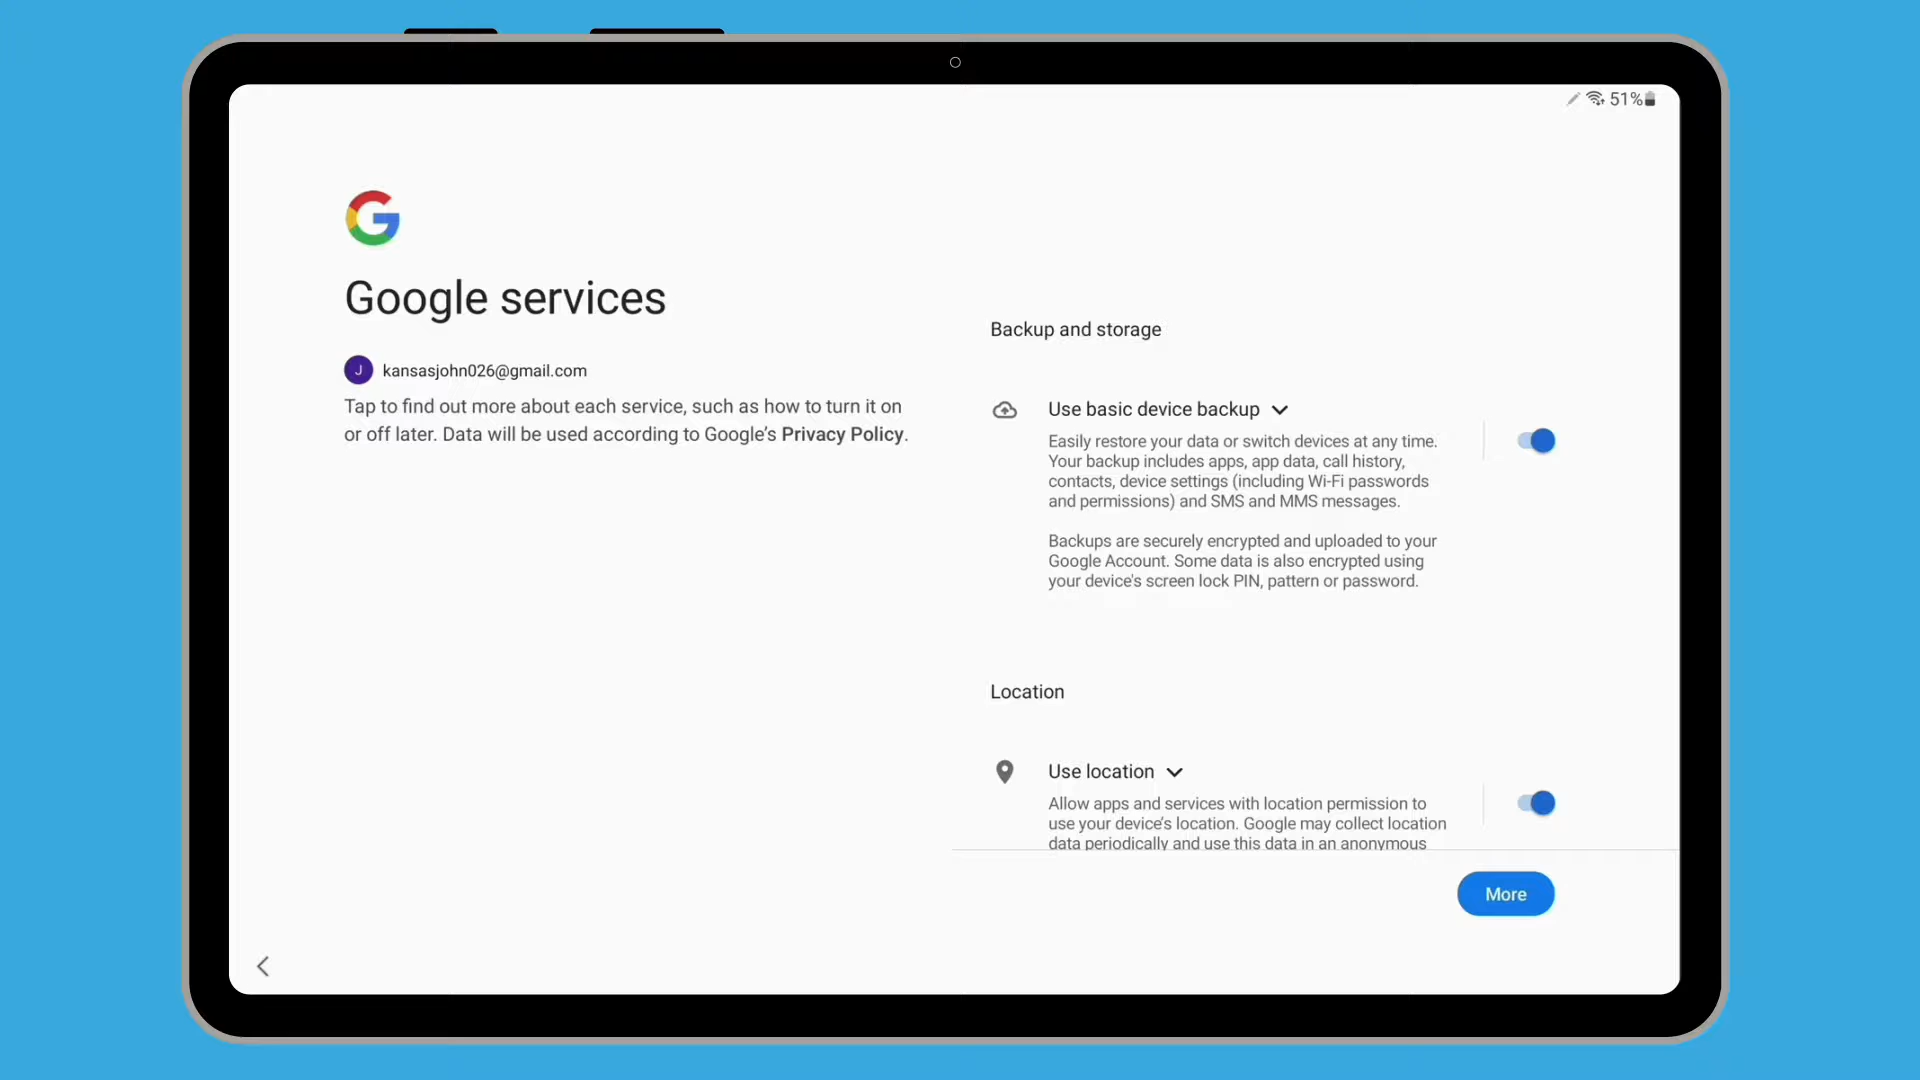 51%
Google services
J
kansasjohn026@gmail.com
Tap to find out more about each service, such as how to turn it on
or off later. Data will be used according to Google’s Privacy Policy.
Backup and storage
Use basic device backup
Easily restore your data or switch devices at any time.
Your backup includes apps, app data, call history,
contacts, device settings (including Wi-Fi passwords
and permissions) and SMS and MMS messages.
Backups are securely encrypted and uploaded to your
Google Account. Some data is also encrypted using
your device's screen lock PIN, pattern or password.
Location
Use location
Allow apps and services with location permission to
use your device’s location. Google may collect location
data periodically and use this data in an anonymous
More